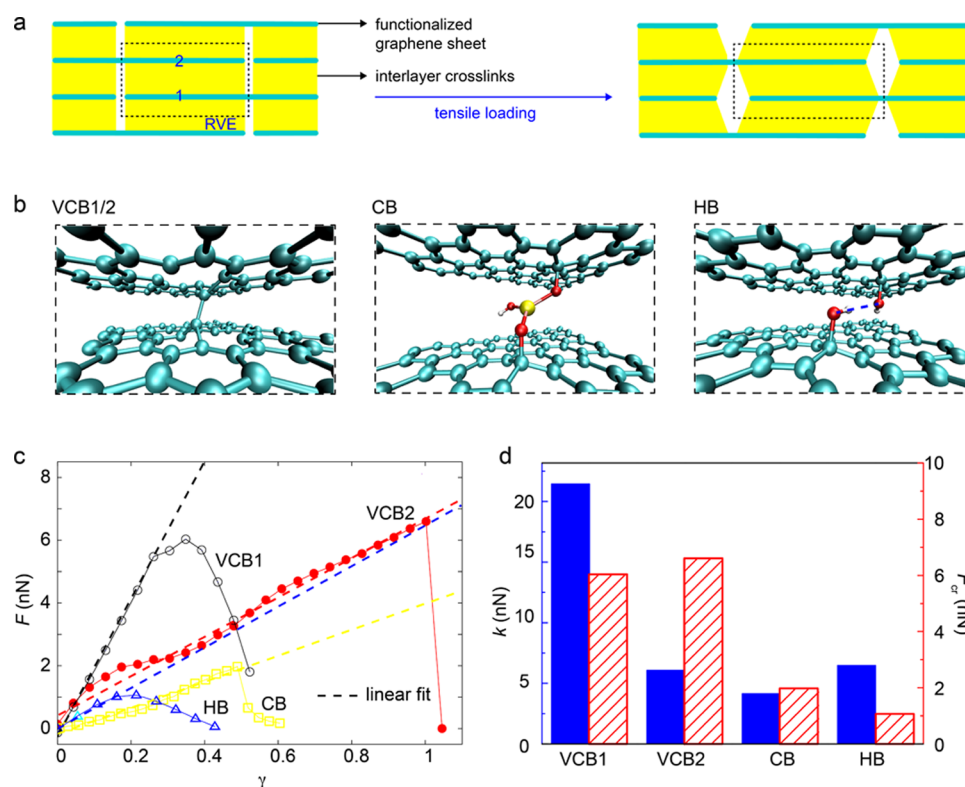 a
functionalized
graphene sheet
2
interlayer crosslinks
1
tensile loading
RVE
b
VCB1/2
CB
HB
c
8
6
4
2
0
F (nN)
VCB1
VCB2
HB
CB
linear fit
0
0.2
0.4
0.6
0.8
1
γ
d
20
15
10
5
0
k (nN)
10
8
6
4
2
0
F_cr (nN)
VCB1
VCB2
CB
HB